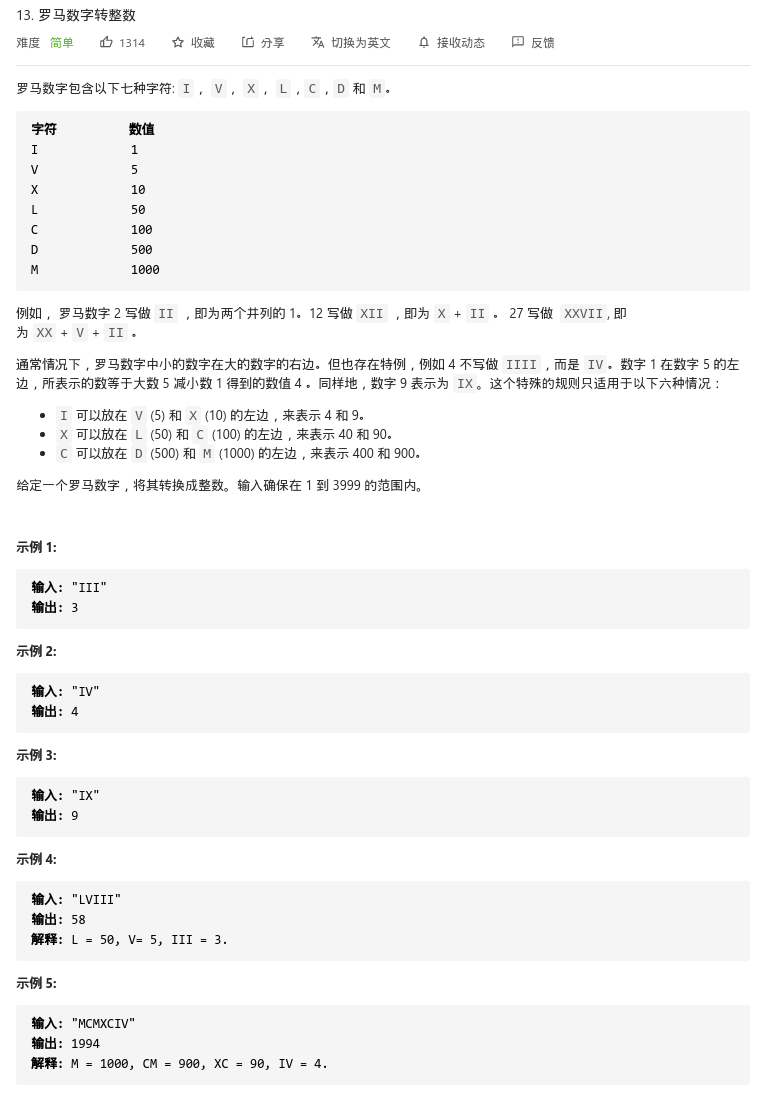 13. 罗马数字转整数
难度 简单 1314 收藏 分享 切换为英文 接收动态 反馈
罗马数字包含以下七种字符: I ， V ， X ， L ，C ，D 和 M 。
字符 数值
I 1
V 5
X 10
L 50
C 100
D 500
M 1000
例如 ， 罗马数字 2 写做 II ，即为两个并列的 1。12 写做 XII ，即为 X + II 。 27 写做 XXVII，即
为 XX + V + II 。
通常情况下，罗马数字中小的数字在大的数字的右边。但也存在特例，例如 4 不写做 IIII ，而是 IV 。数字 1 在数字 5 的左
边，所表示的数等于大数 5 减小数 1 得到的数值 4 。同样地，数字 9 表示为 IX 。这个特殊的规则只适用于以下六种情况：
I 可以放在 V (5) 和 X (10) 的左边，来表示 4 和 9。
X 可以放在 L (50) 和 C (100) 的左边，来表示 40 和 90。
C 可以放在 D (500) 和 M (1000) 的左边，来表示 400 和 900。
给定一个罗马数字，将其转换成整数。输入确保在 1 到 3999 的范围内。
示例 1:
输入: "III"
输出: 3
示例 2:
输入: "IV"
输出: 4
示例 3:
输入: "IX"
输出: 9
示例 4:
输入: "LVIII"
输出: 58
解释: L = 50, V= 5, III = 3.
示例 5:
输入: "MCMXCIV"
输出: 1994
解释: M = 1000, CM = 900, XC = 90, IV = 4.